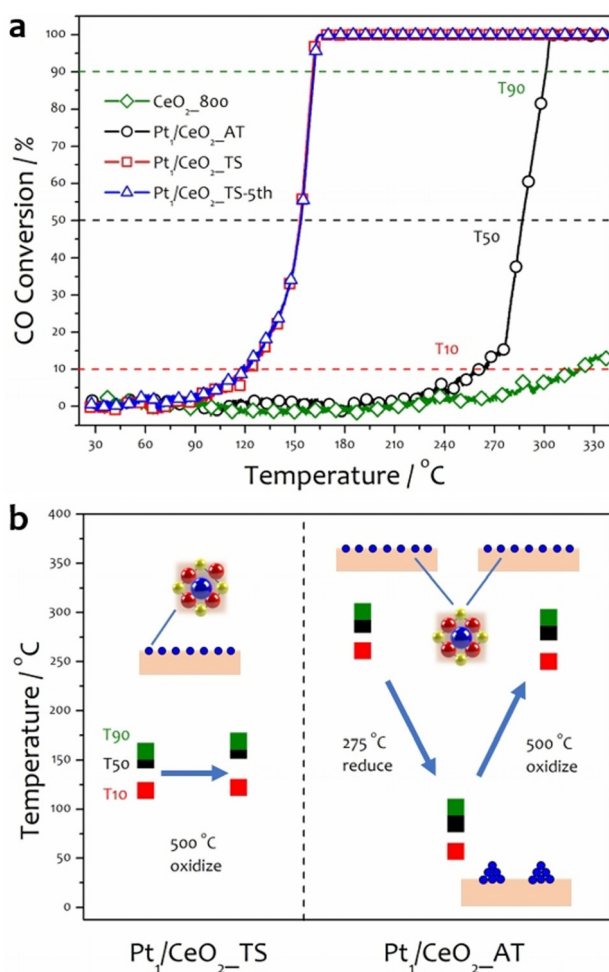 a
100
90
80
70
60
50
40
30
20
10
0
CO Conversion / %
T90
CeO₂_800
Pt₁/CeO₂_AT
Pt₁/CeO₂_TS
Pt₁/CeO₂_TS-5th
T50
T10
30 60 90 120 150 180 210 240 270 300 330
Temperature / °C
b
400
350
300
250
200
150
100
50
0
Temperature / °C
T90
T50
T10
500 °C
oxidize
275 °C
reduce
500 °C
oxidize
Pt₁/CeO₂_TS Pt₁/CeO₂_AT